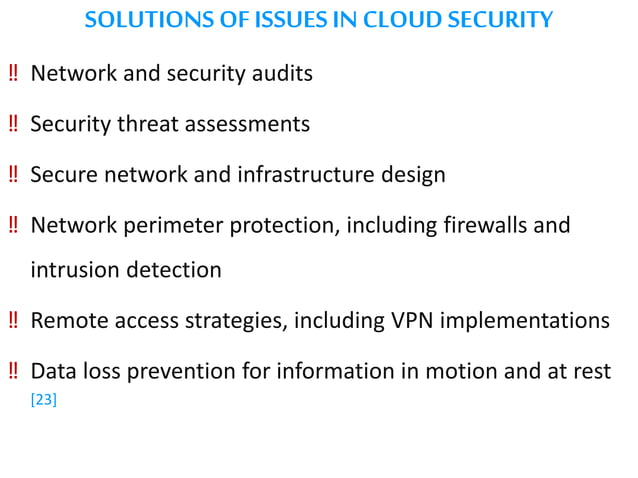 SOLUTIONS OF ISSUES IN CLOUD SECURITY
‼ Network and security audits
‼ Security threat assessments
‼ Secure network and infrastructure design
‼ Network perimeter protection, including firewalls and
intrusion detection
‼ Remote access strategies, including VPN implementations
‼ Data loss prevention for information in motion and at rest
[23]